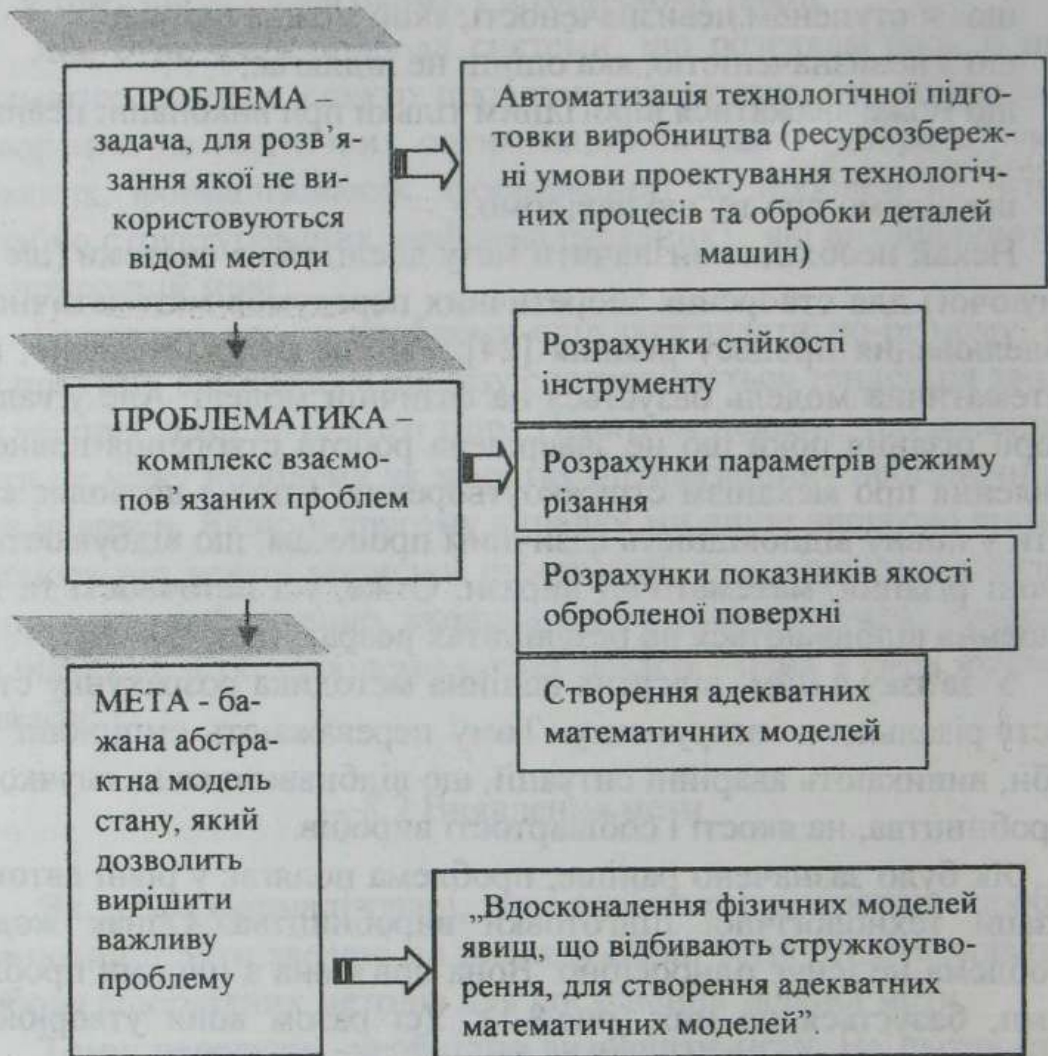 ПРОБЛЕМА –
задача, для розв’я-
зання якої не ви-
користовуються
відомі методи
Автоматизація технологічної підго-
товки виробництва (ресурсозбереж-
ні умови проектування технологіч-
них процесів та обробки деталей
машин)
ПРОБЛЕМАТИКА –
комплекс взаємо-
пов’язаних проблем
Розрахунки стійкості
інструменту
Розрахунки параметрів режиму
різання
Розрахунки показників якості
обробленої поверхні
Створення адекватних
математичних моделей
МЕТА - ба-
жана абстра-
ктна модель
стану, який
дозволить
вирішити
важливу
проблему
„Вдосконалення фізичних моделей
явищ, що відбивають стружкоутво-
рення, для створення адекватних
математичних моделей”.